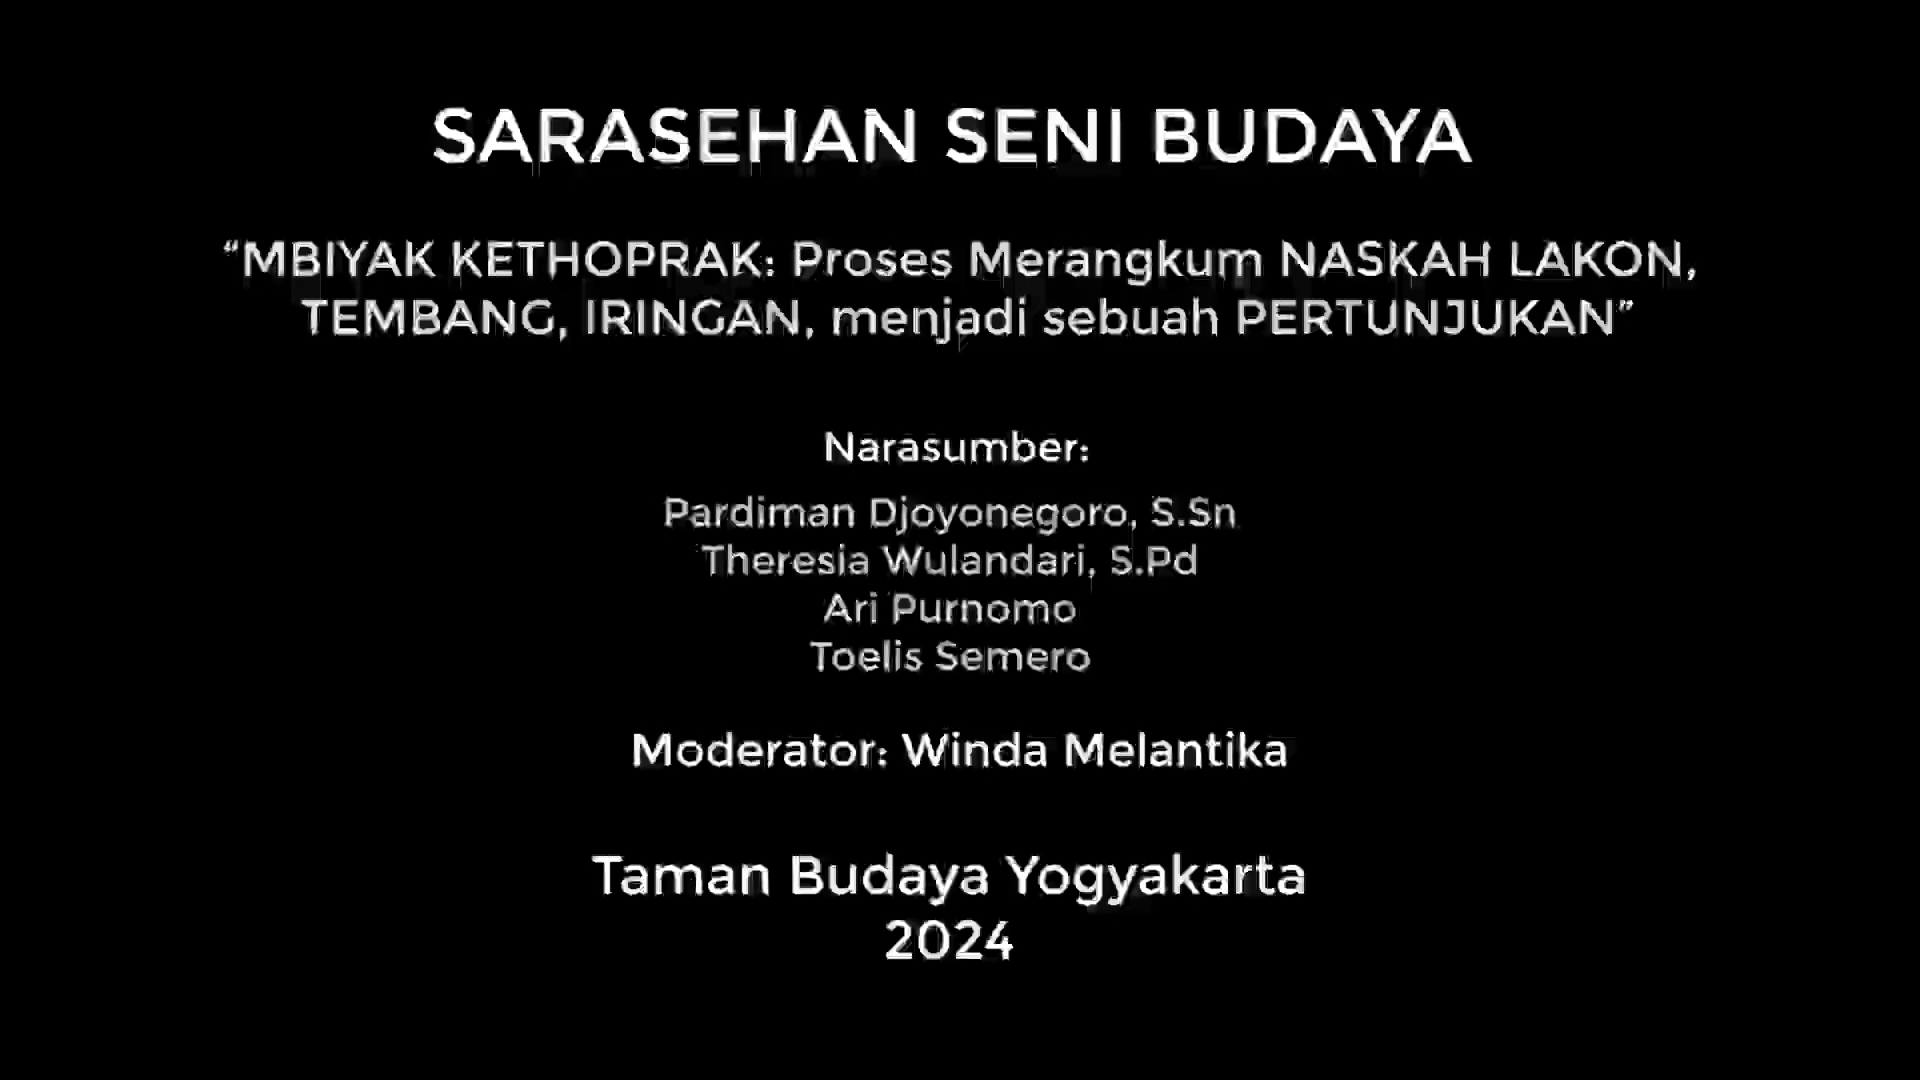 SARASEHAN SENI BUDAYA
“MBIYAK KETHOPRAK: Proses Merangkum NASKAH LAKON,
TEMBANG, IRINGAN, menjadi sebuah PERTUNJUKAN”
Narasumber:
Pardiman Djoyonegoro, S.Sn
Theresia Wulandari, S.Pd
Ari Purnomo
Toelis Semero
Moderator: Winda Melantika
Taman Budaya Yogyakarta
2024